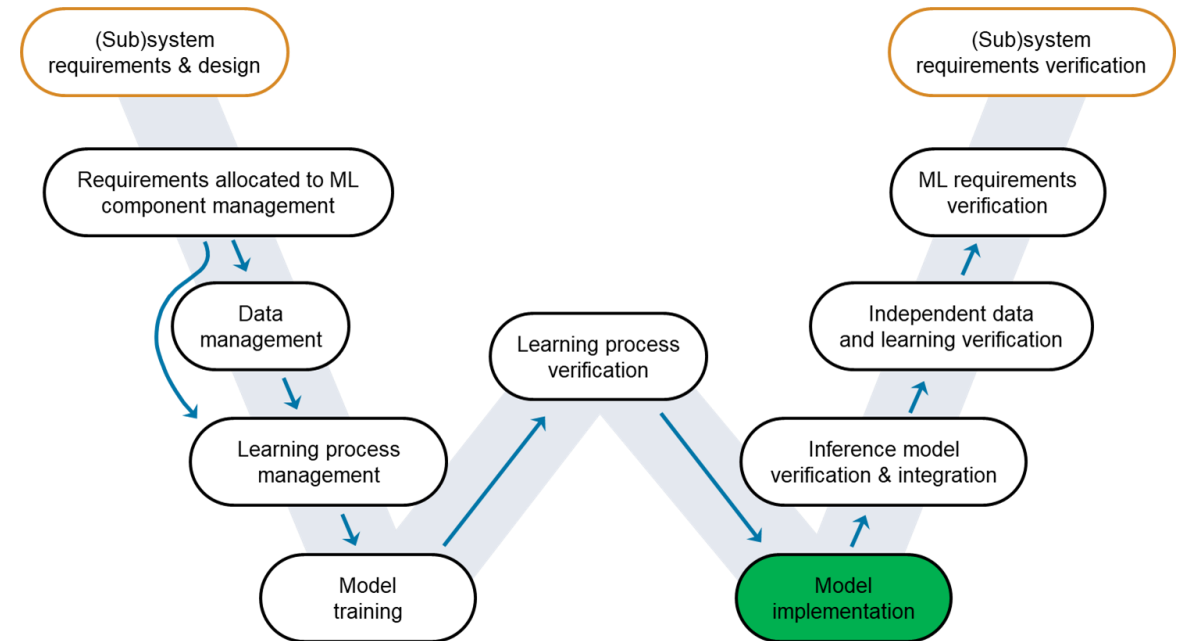 (Sub)system
requirements & design
(Sub)system
requirements verification
Requirements allocated to ML
component management
ML requirements
verification
Data
management
Learning process
verification
Independent data
and learning verification
Learning process
management
Inference model
verification & integration
Model
training
Model
implementation